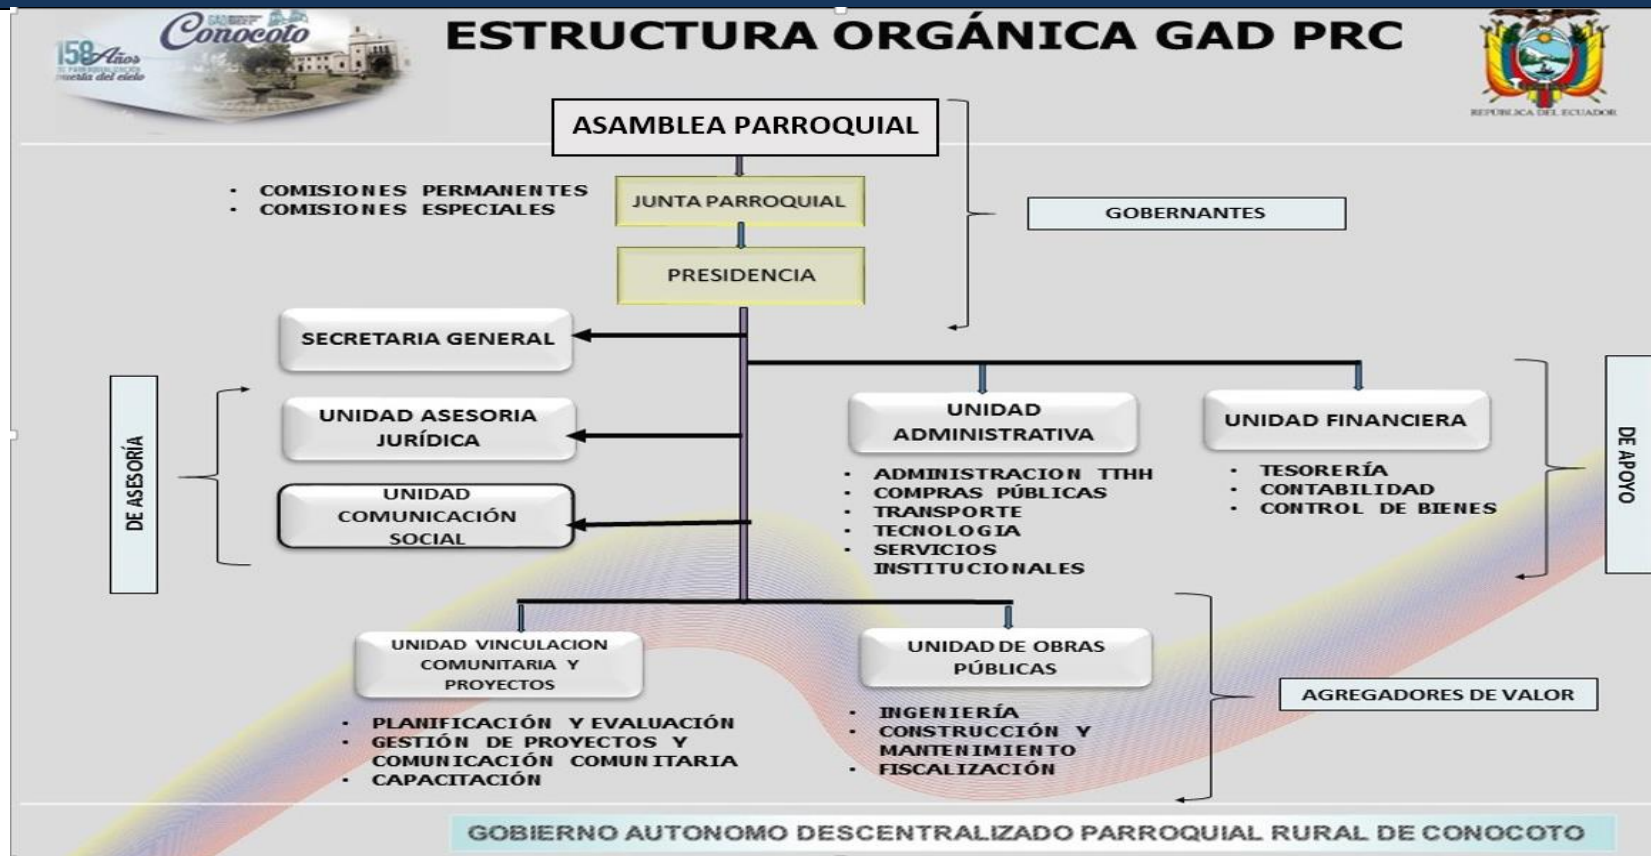 GAD
Conocoto
158 Años
puerta del cielo
ESTRUCTURA ORGÁNICA GAD PRC
REPÚBLICA DEL ECUADOR
ASAMBLEA PARROQUIAL
• COMISIONES PERMANENTES
• COMISIONES ESPECIALES
JUNTA PARROQUIAL
GOBERNANTES
PRESIDENCIA
SECRETARIA GENERAL
UNIDAD ASESORIA
JURÍDICA
UNIDAD
COMUNICACIÓN
SOCIAL
DE ASESORÍA
UNIDAD
ADMINISTRATIVA
• ADMINISTRACION TTHH
• COMPRAS PÚBLICAS
• TRANSPORTE
• TECNOLOGIA
• SERVICIOS
INSTITUCIONALES
UNIDAD FINANCIERA
• TESORERÍA
• CONTABILIDAD
• CONTROL DE BIENES
DE APOYO
UNIDAD VINCULACION
COMUNITARIA Y
PROYECTOS
• PLANIFICACIÓN Y EVALUACIÓN
• GESTIÓN DE PROYECTOS Y
COMUNICACIÓN COMUNITARIA
• CAPACITACIÓN
UNIDAD DE OBRAS
PÚBLICAS
• INGENIERÍA
• CONSTRUCCIÓN Y
MANTENIMIENTO
• FISCALIZACIÓN
AGREGADORES DE VALOR
GOBIERNO AUTONOMO DESCENTRALIZADO PARROQUIAL RURAL DE CONOCOTO